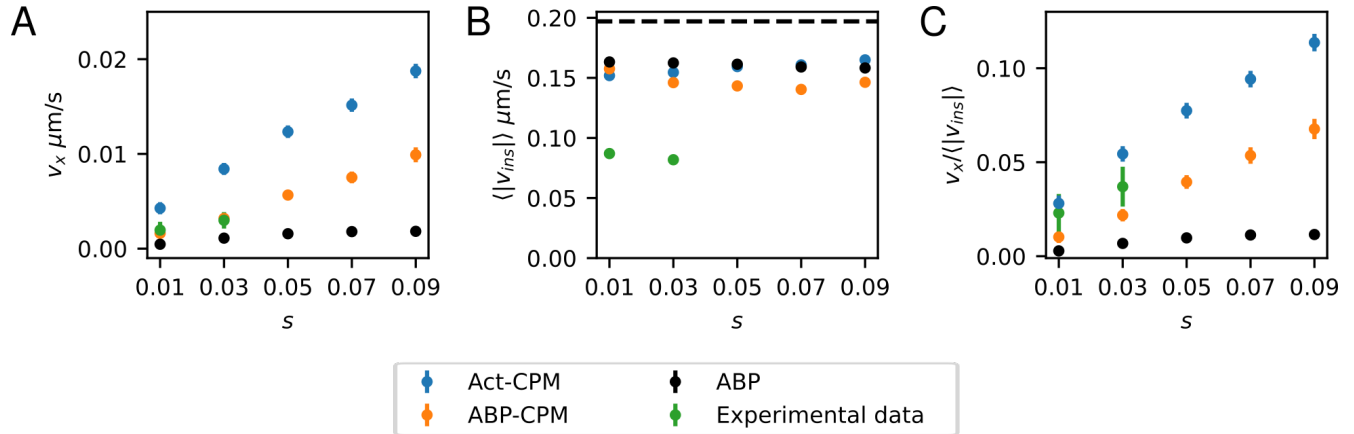 A
v_x μm/s
0.02
0.01
0.00
0.01 0.03 0.05 0.07 0.09
s
B
⟨|v_ins|⟩ μm/s
0.20
0.15
0.10
0.05
0.00
0.01 0.03 0.05 0.07 0.09
s
C
v_x/⟨|v_ins|⟩
0.10
0.05
0.00
0.01 0.03 0.05 0.07 0.09
s
Act-CPM
ABP-CPM
ABP
Experimental data